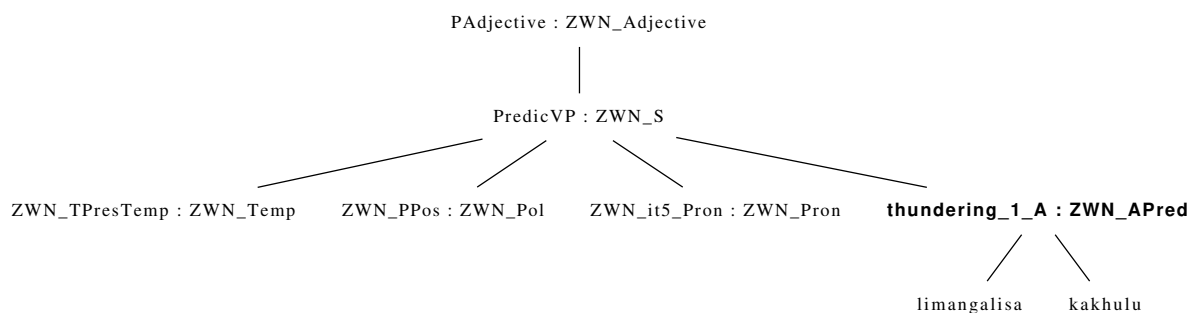 PAdjective : ZWN_Adjective
PredicVP : ZWN_S
ZWN_TPresTemp : ZWN_Temp ZWN_PPos : ZWN_Pol ZWN_it5_Pron : ZWN_Pron thundering_1_A : ZWN_APred
limangalisa kakhulu